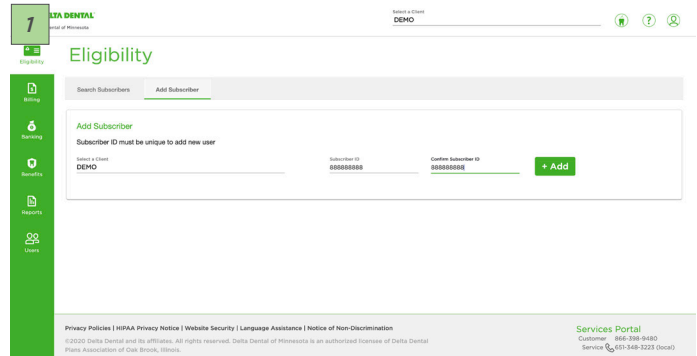 1
LTA DENTAL
ental of Minnesota
Select a Client
DEMO
?
Eligibility
Eligibility
Search Subscribers
Add Subscriber
Billing
Add Subscriber
Subscriber ID must be unique to add new user
Banking
Select a Client
Subscriber ID
Confirm Subscriber ID
DEMO
888888888
888888888
+ Add
Benefits
Reports
Users
Privacy Policies | HIPAA Privacy Notice | Website Security | Language Assistance | Notice of Non-Discrimination
©2020 Delta Dental and its affiliates. All rights reserved. Delta Dental of Minnesota is an authorized licensee of Delta Dental
Plans Association of Oak Brook, Illinois.
Services Portal
Customer 866-398-9480
Service 651-348-3223 (local)